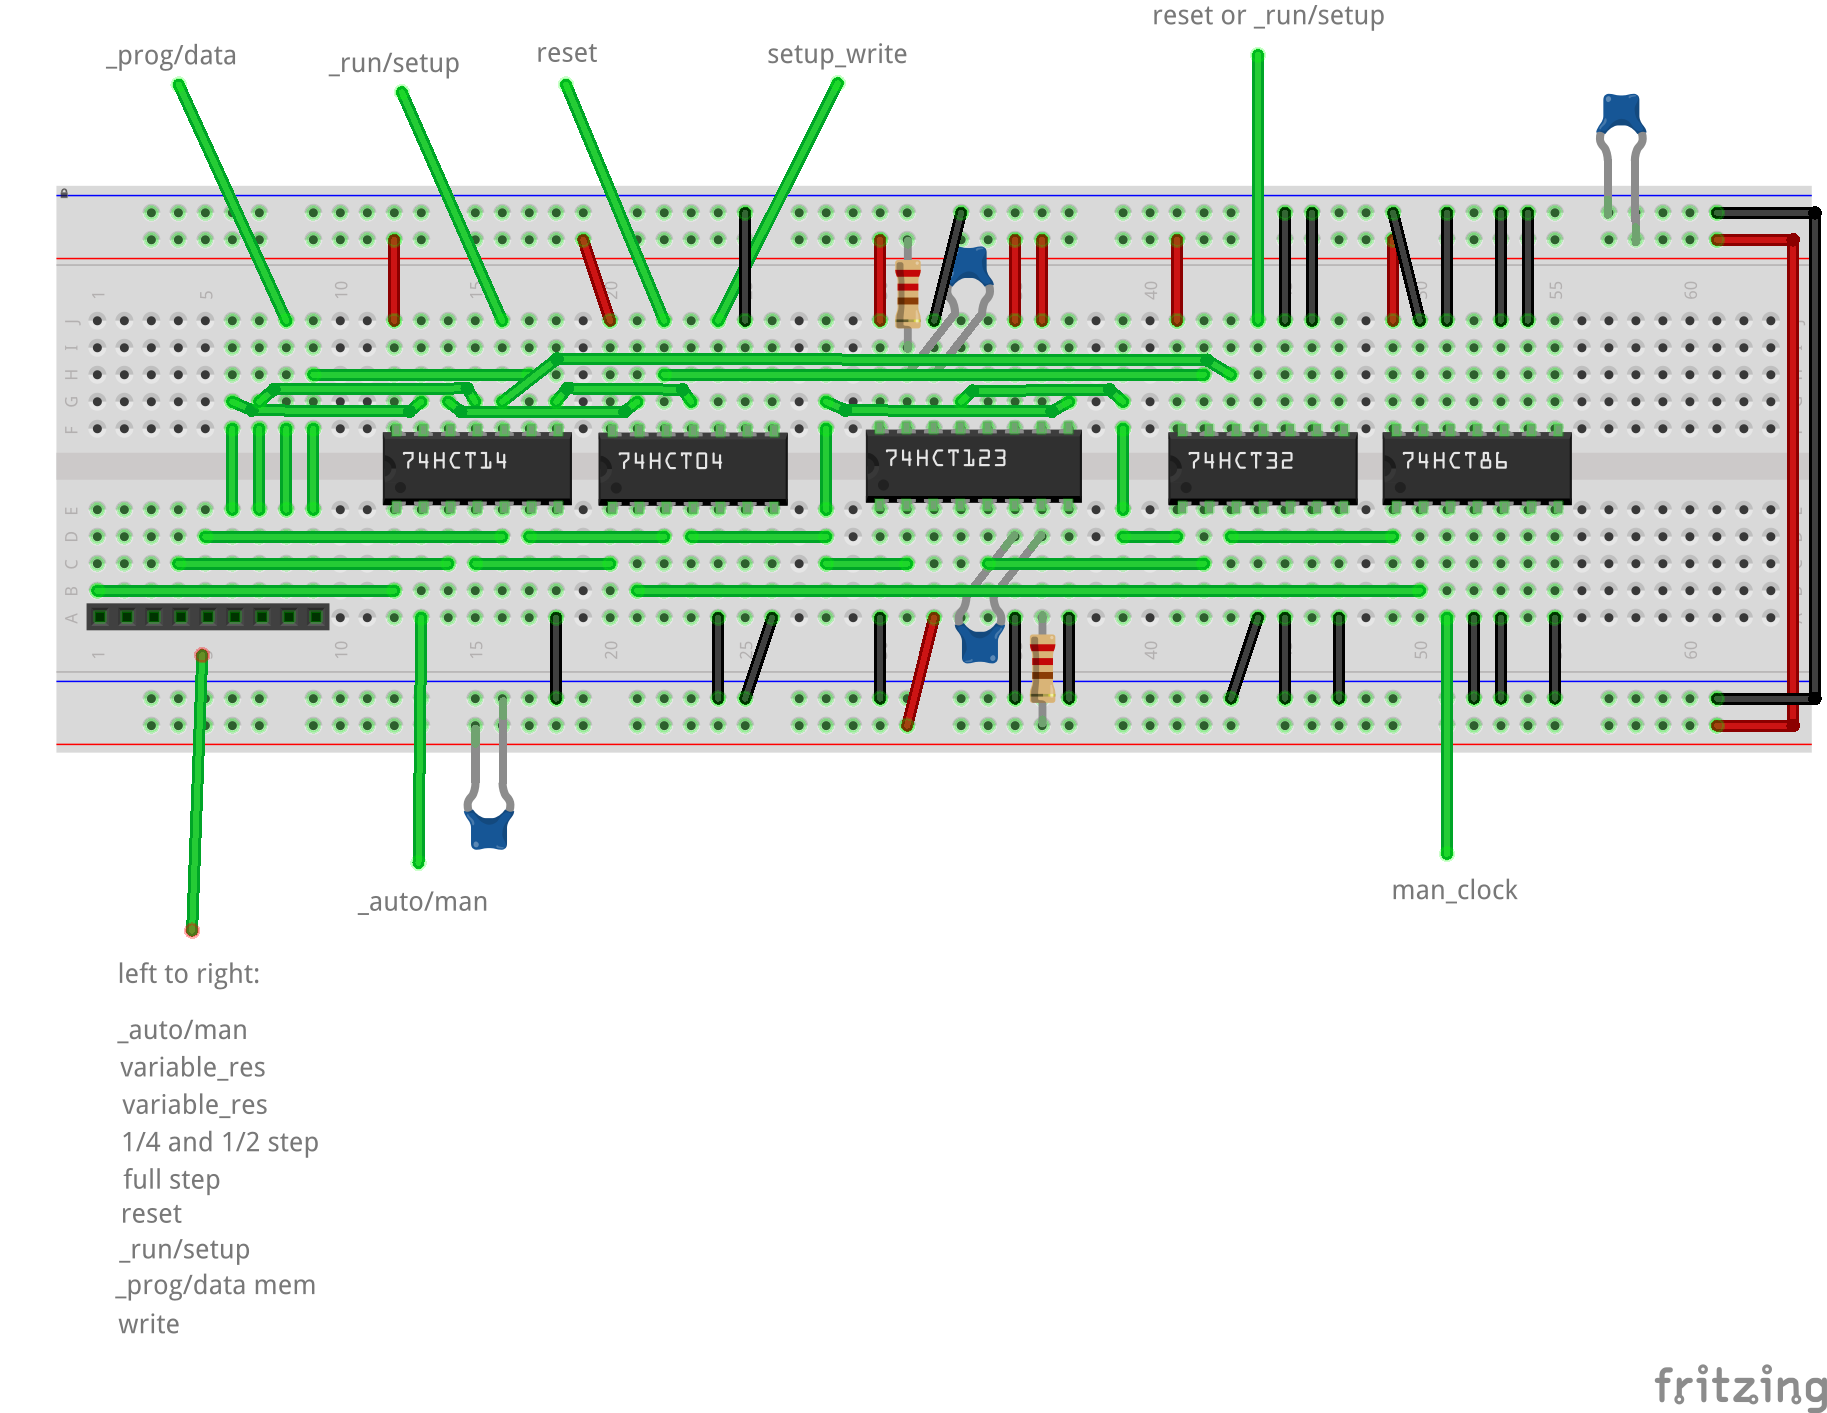 reset or _run/setup
_prog/data
_run/setup
reset
setup_write
1 5 10 15 20 40 50 55 60
J
I
H
G
F
74HCT14
74HCT04
74HCT123
74HCT32
74HCT86
E
D
C
B
A
1 10 15 20 25 40 50 60
_auto/man
man_clock
left to right:
_auto/man
variable_res
variable_res
1/4 and 1/2 step
full step
reset
_run/setup
_prog/data mem
write
fritzing